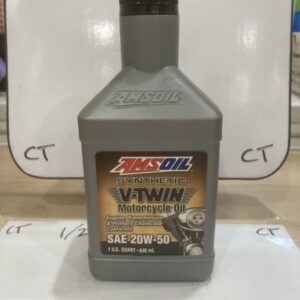 AMSOIL
CT
CT
AMSOIL
SYNTHETIC
V-TWIN
Motorcycle Oil
Engine, Transmission
& Primary Chaincase
Lubricant
SAE 20W-50
1 U.S. QUART • 946 mL
CT
1/2
CT